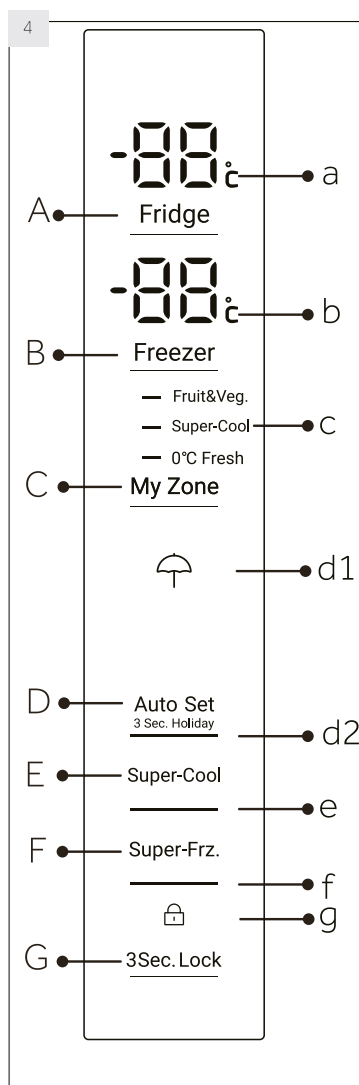 4
-88°C
a
A
Fridge
-88°C
b
B
Freezer
Fruit&Veg.
Super-Cool
c
0°C Fresh
C
My Zone
d1
D
Auto Set
3 Sec. Holiday
d2
E
Super-Cool
e
F
Super-Frz.
f
g
G
3Sec. Lock